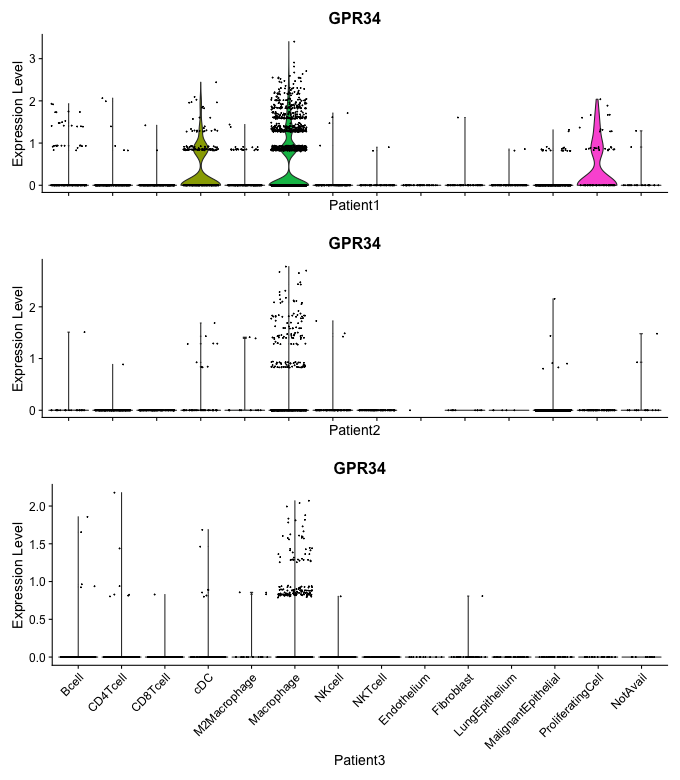 GPR34
Expression Level
3
2
1
0
Patient1
GPR34
Expression Level
2
1
0
Patient2
GPR34
Expression Level
2.0
1.5
1.0
0.5
0.0
Bcell
CD4Tcell
CD8Tcell
cDC
M2Macrophage
Macrophage
NKcell
NKTcell
Endothelium
Fibroblast
LungEpithelium
MalignantEpithelial
ProliferatingCell
NotAvail
Patient3